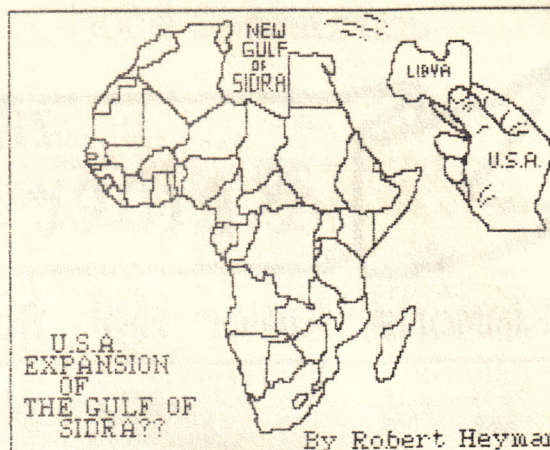 NEW
GULF
OF
SIDRA
LIBYA
U.S.A.
U.S.A.
EXPANSION
OF
THE GULF OF
SIDRA??
By Robert Heyman